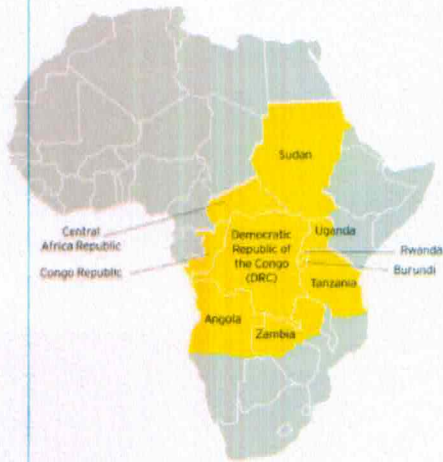 Sudan
Central
Africa Republic
Congo Republic
Democratic
Republic of
the Congo
(DRC)
Uganda
Rwanda
Burundi
Tanzania
Angola
Zambia